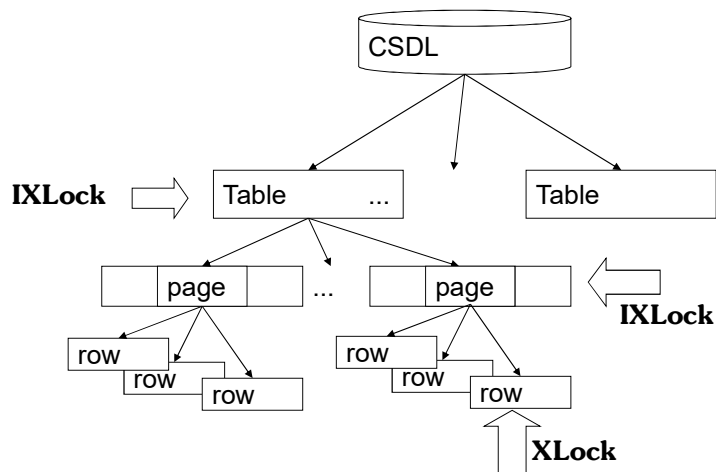 CSDL
IXLock
Table ...
Table
page
...
page
IXLock
row
row
row
row
row
row
XLock